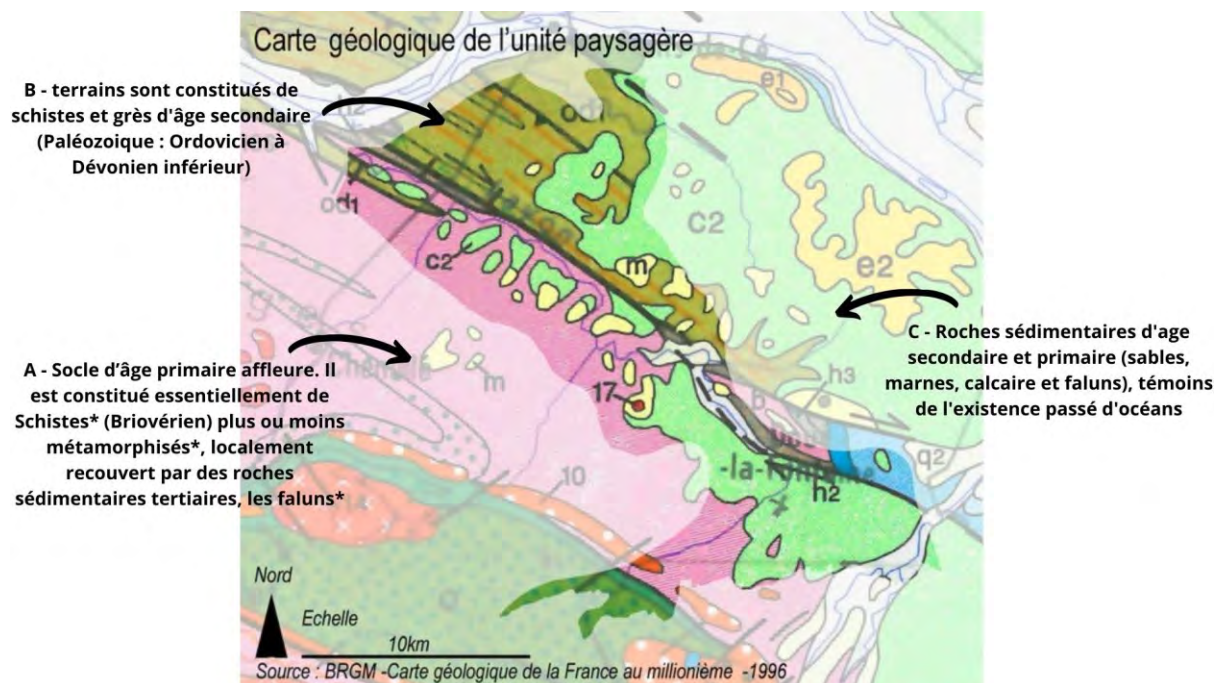 Carte géologique de l'unité paysagère
B - terrains sont constitués de
schistes et grès d'âge secondaire
(Paléozoique : Ordovicien à
Dévonien inférieur)
A - Socle d'âge primaire affleure. Il
est constitué essentiellement de
Schistes* (Briovérien) plus ou moins
métamorphisés*, localement
recouvert par des roches
sédimentaires tertiaires, les faluns*
C - Roches sédimentaires d'age
secondaire et primaire (sables,
marnes, calcaire et faluns), témoins
de l'existence passé d'océans
h2
e1
od1
od1
c2
c2
e2
m
m
h3
17
b
q2
-la-Fontaine
h2
10
Nord
Echelle
10km
Source : BRGM -Carte géologique de la France au millionième -1996